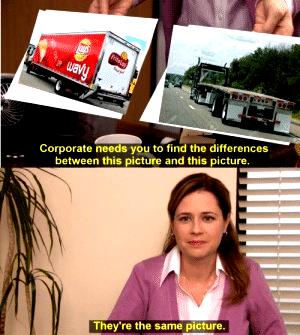 Lay's
wavy
Corporate needs you to find the differences
between this picture and this picture.
They're the same picture.